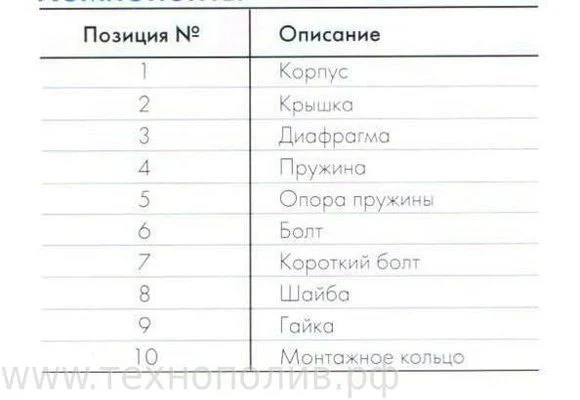 Позиция № Описание
1 Корпус
2 Крышка
3 Диафрагма
4 Пружина
5 Опора пружины
6 Болт
7 Короткий болт
8 Шайба
9 Гайка
10 Монтажное кольцо
www.технополив.рф